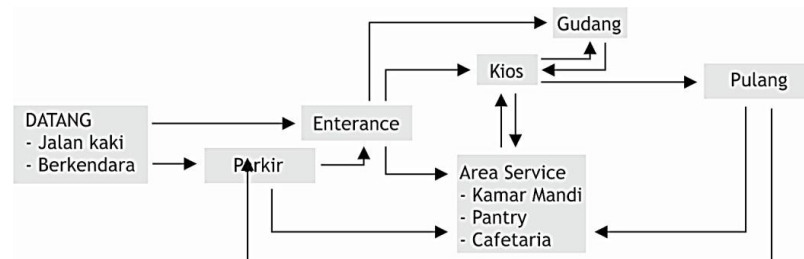 Gudang
Kios
Pulang
DATANG
- Jalan kaki
- Berkendara
Enterance
Parkir
Area Service
- Kamar Mandi
- Pantry
- Cafetaria